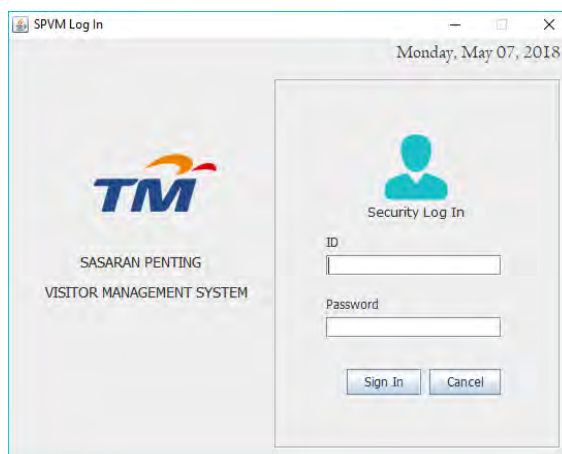 SPVM Log In
Monday, May 07, 2018
TM
SASARAN PENTING
VISITOR MANAGEMENT SYSTEM
Security Log In
ID
Password
Sign In
Cancel